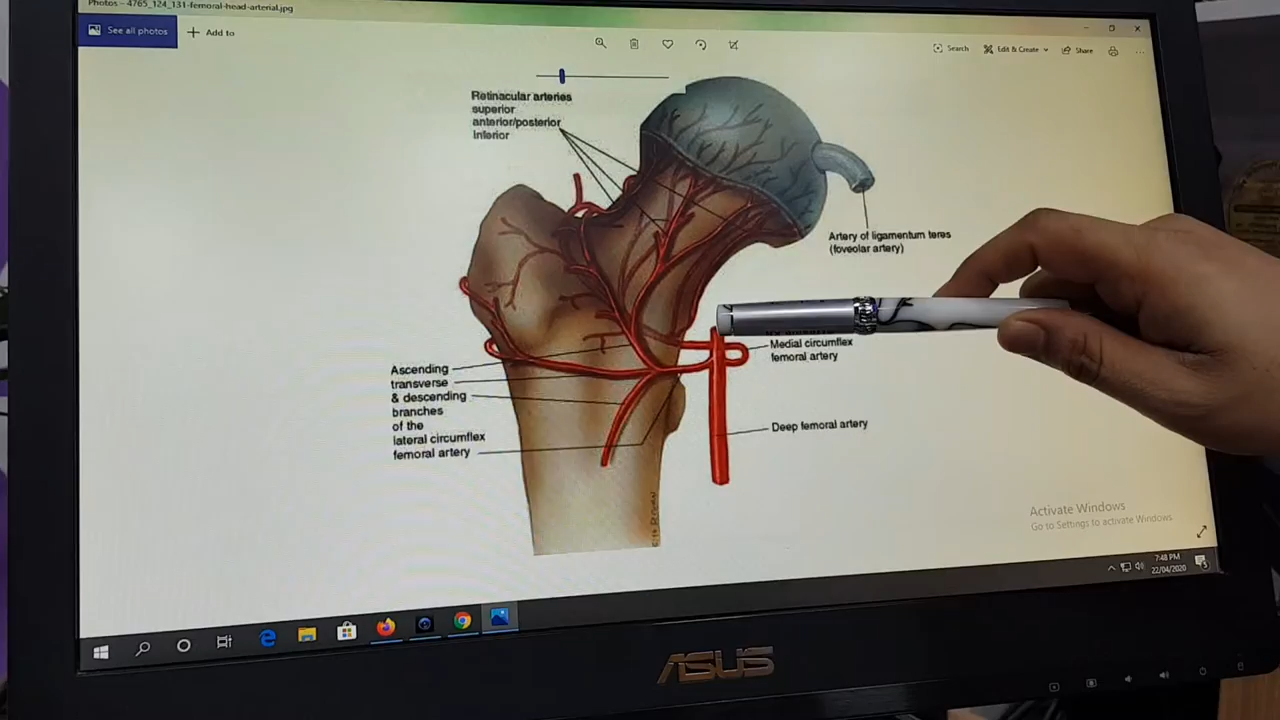 Photos - 4765_124_131-femoral-head-arterial.jpg
See all photos
Add to
Search
Edit & Create
Share
Retinacular arteries
superior
anterior/posterior
inferior
Artery of ligamentum teres
(foveolar artery)
Medial circumflex
femoral artery
Ascending
transverse
& descending
branches
of the
lateral circumflex
femoral artery
Deep femoral artery
Activate Windows
Go to Settings to activate Windows.
7:48 PM
22/04/2020
ASUS